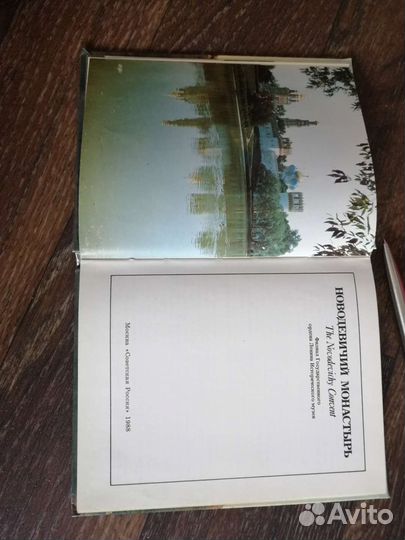 НОВОДЕВИЧИЙ МОНАСТЫРЬ
The Novodevichy Convent
Филиал Государственного
ордена Ленина Исторического музея
Москва «Советская Россия» 1988
Avito